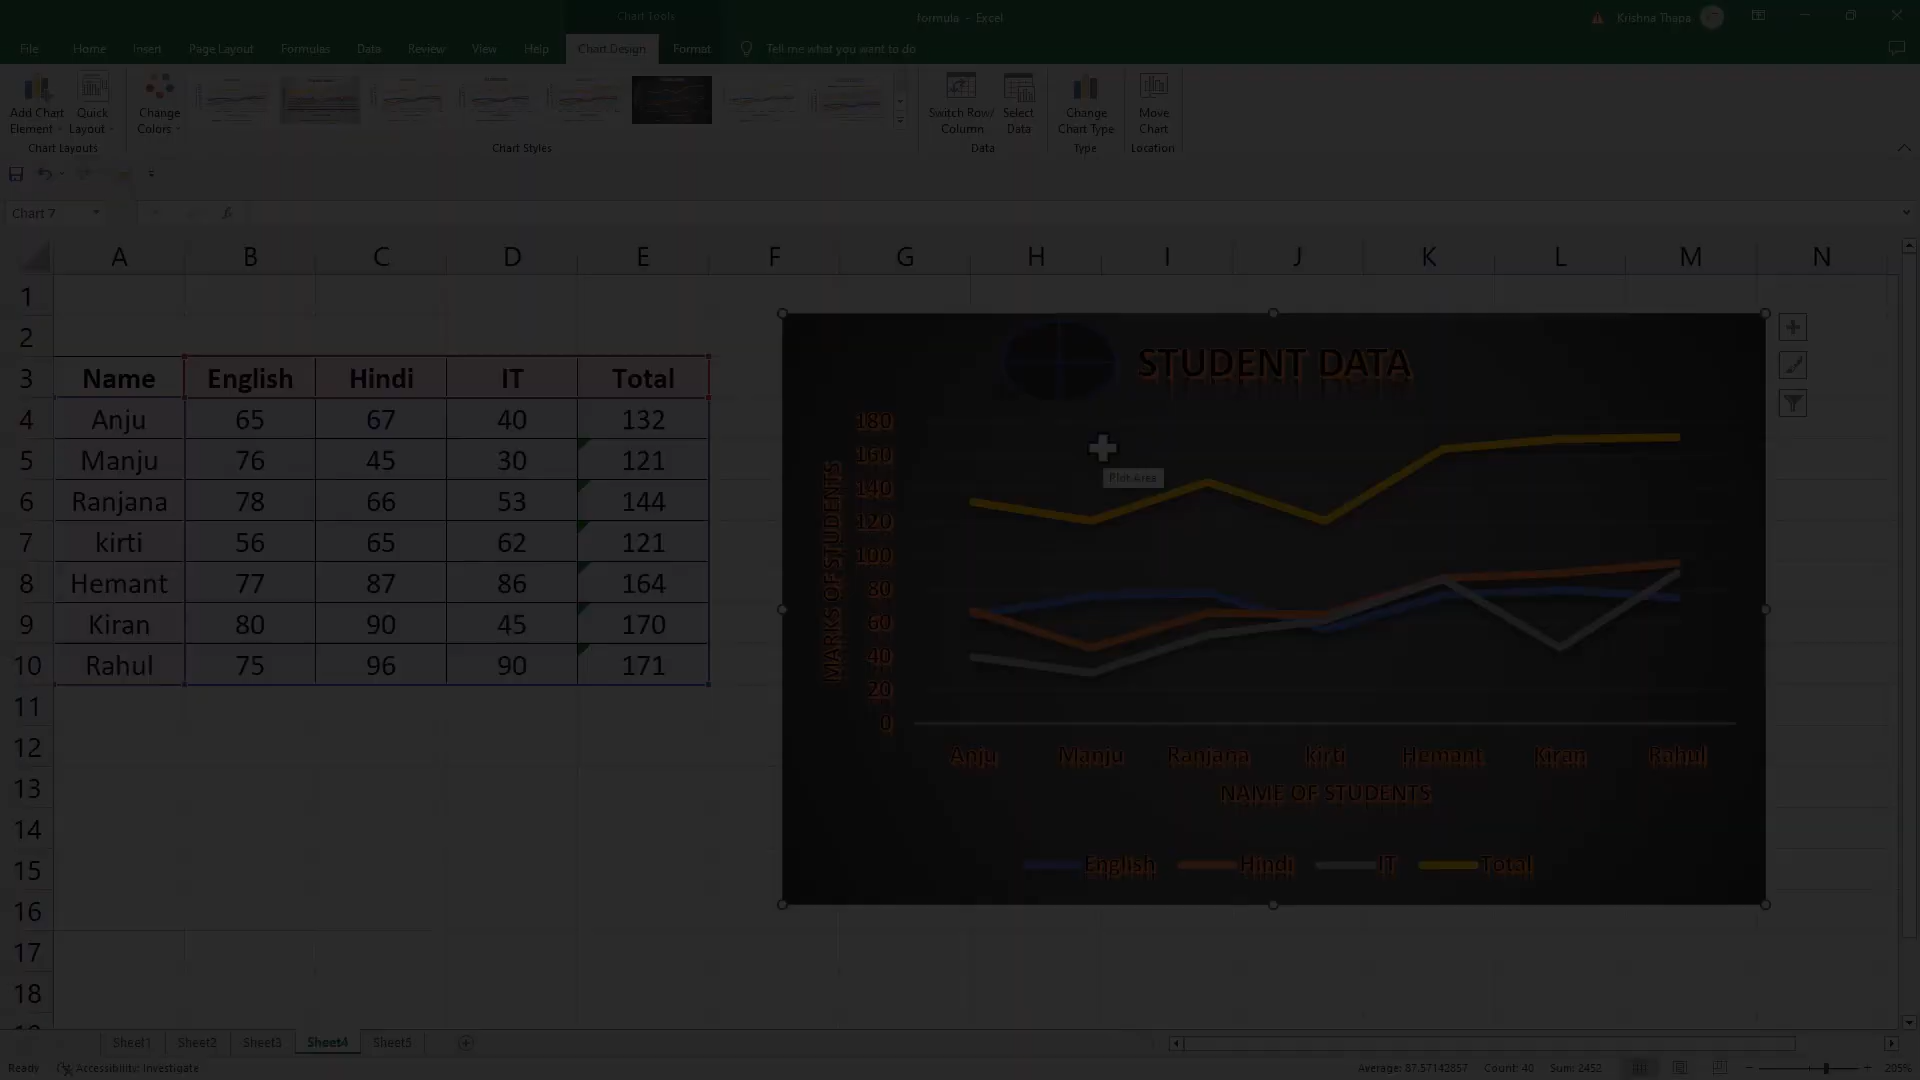 Chart Tools
formula - Excel
Krishna Thapa
File Home Insert Page Layout Formulas Data Review View Help Chart Design Format Tell me what you want to do
Add Chart Element
Quick Layout
Change Colors
Switch Row/ Column
Select Data
Change Chart Type
Move Chart
Chart Layouts Chart Styles Data Type Location
Chart 7
fx
A B C D E F G H I J K L M N
1
2
3 Name English Hindi IT Total
4 Anju 65 67 40 132
5 Manju 76 45 30 121
6 Ranjana 78 66 53 144
7 kirti 56 65 62 121
8 Hemant 77 87 86 164
9 Kiran 80 90 45 170
10 Rahul 75 96 90 171
11
12
13
14
15
16
17
18
STUDENT DATA
MARKS OF STUDENTS
180
160
140
120
100
80
60
40
20
0
Plot Area
Anju Manju Ranjana kirti Hemant Kiran Rahul
NAME OF STUDENTS
English Hindi IT Total
Sheet1 Sheet2 Sheet3 Sheet4 Sheet5
Ready Accessibility: Investigate Average: 87.57142857 Count: 40 Sum: 2452 205%